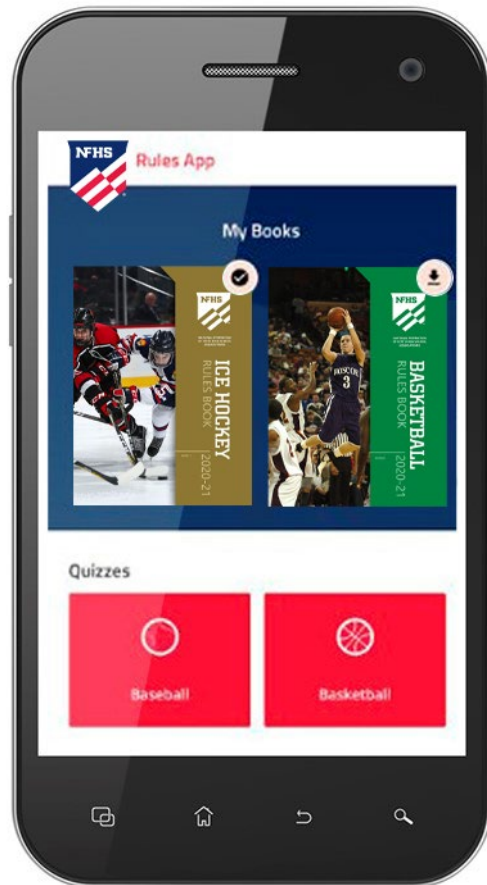 NFHS
Rules App
My Books
NFHS
ICE HOCKEY
RULES BOOK
2020-21
NFHS
BASKETBALL
RULES BOOK
2020-21
3
Quizzes
Baseball
Basketball